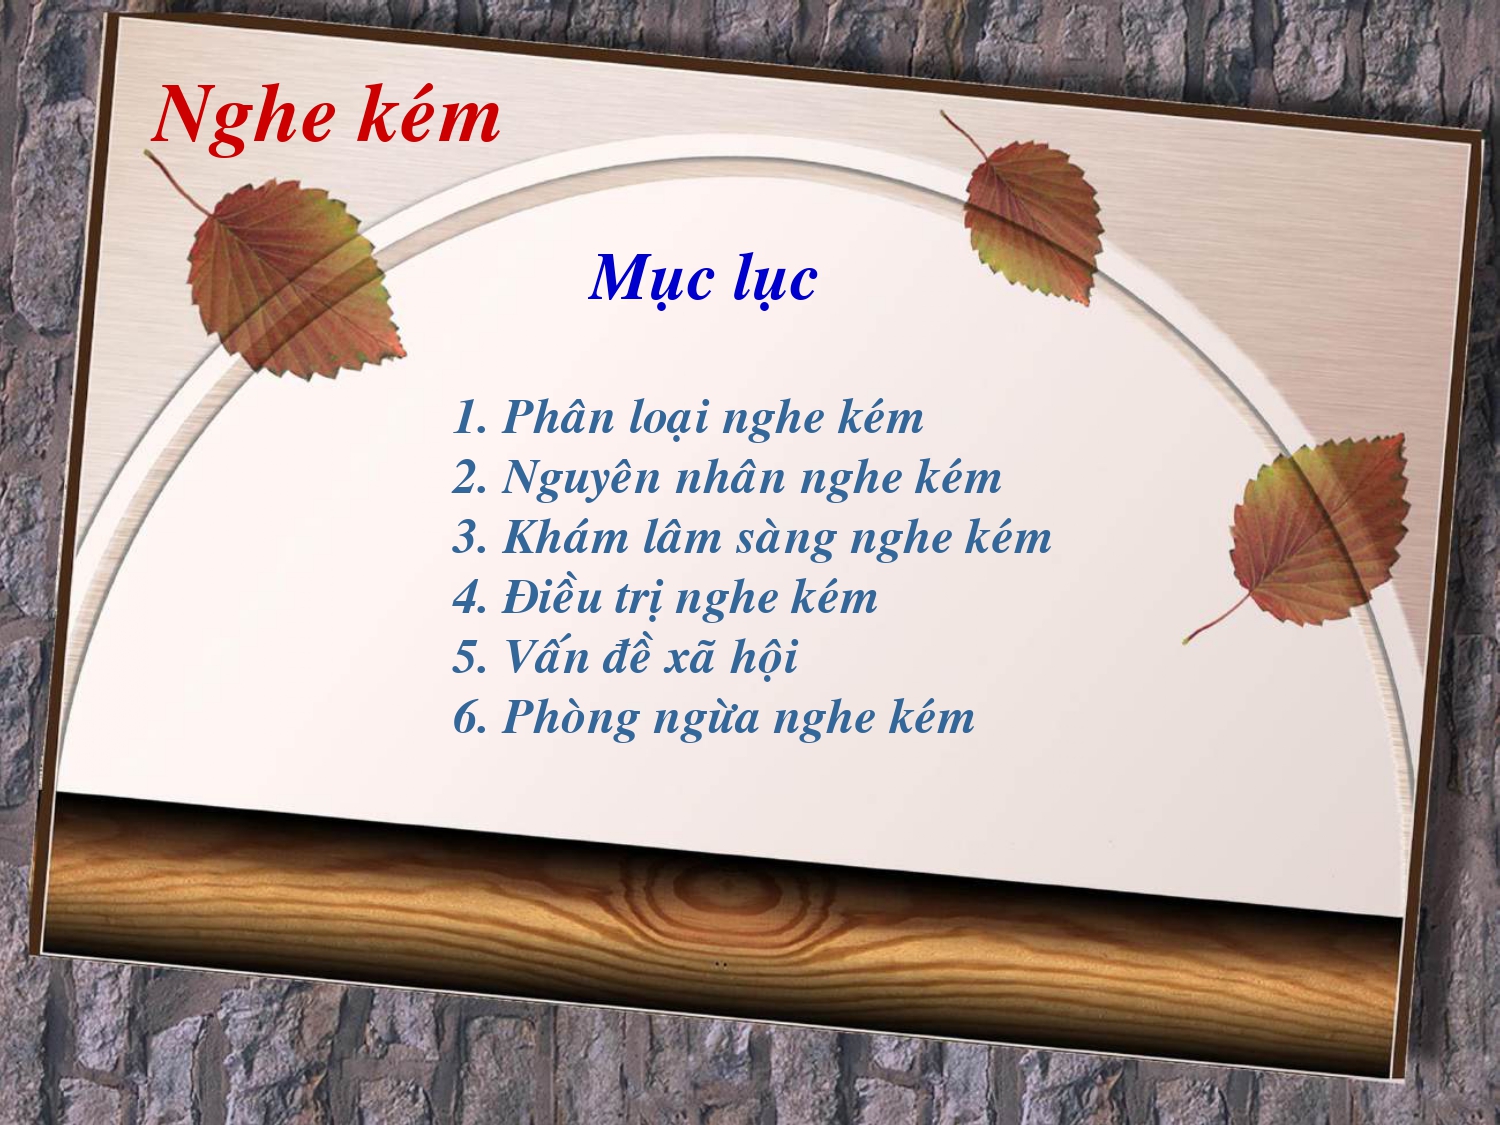 Nghe kém
Mục lục
1. Phân loại nghe kém
2. Nguyên nhân nghe kém
3. Khám lâm sàng nghe kém
4. Điều trị nghe kém
5. Vấn đề xã hội
6. Phòng ngừa nghe kém
..